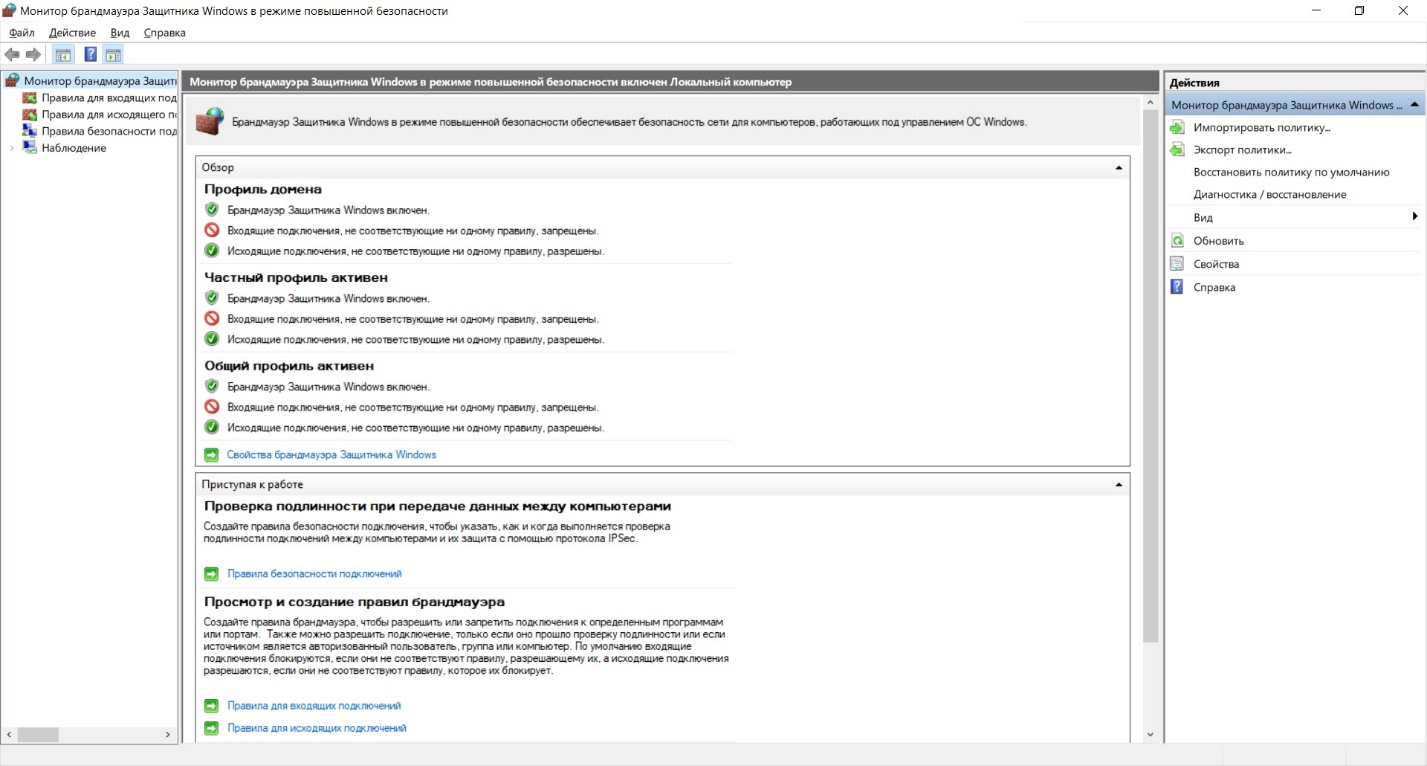 Монитор брандмауэра Защитника Windows в режиме повышенной безопасности
Файл Действие Вид Справка
Монитор брандмауэра Защит
Правила для входящих под
Правила для исходящего п
Правила безопасности под
Наблюдение
Монитор брандмауэра Защитника Windows в режиме повышенной безопасности включен Локальный компьютер
Брандмауэр Защитника Windows в режиме повышенной безопасности обеспечивает безопасность сети для компьютеров, работающих под управлением ОС Windows.
Обзор
Профиль домена
Брандмауэр Защитника Windows включен.
Входящие подключения, не соответствующие ни одному правилу, запрещены.
Исходящие подключения, не соответствующие ни одному правилу, разрешены.
Частный профиль активен
Брандмауэр Защитника Windows включен.
Входящие подключения, не соответствующие ни одному правилу, запрещены.
Исходящие подключения, не соответствующие ни одному правилу, разрешены.
Общий профиль активен
Брандмауэр Защитника Windows включен.
Входящие подключения, не соответствующие ни одному правилу, запрещены.
Исходящие подключения, не соответствующие ни одному правилу, разрешены.
Свойства брандмауэра Защитника Windows
Приступая к работе
Проверка подлинности при передаче данных между компьютерами
Создайте правила безопасности подключения, чтобы указать, как и когда выполняется проверка
подлинности подключений между компьютерами и их защита с помощью протокола IPSec.
Правила безопасности подключений
Просмотр и создание правил брандмауэра
Создайте правила брандмауэра, чтобы разрешить или запретить подключения к определенным программам
или портам. Также можно разрешить подключение, только если оно прошло проверку подлинности или если
источником является авторизованный пользователь, группа или компьютер. По умолчанию входящие
подключения блокируются, если они не соответствуют правилу, разрешающему их, а исходящие подключения
разрешаются, если они не соответствуют правилу, которое их блокирует.
Правила для входящих подключений
Правила для исходящих подключений
Действия
Монитор брандмауэра Защитника Windows ...
Импортировать политику...
Экспорт политики...
Восстановить политику по умолчанию
Диагностика / восстановление
Вид
Обновить
Свойства
Справка